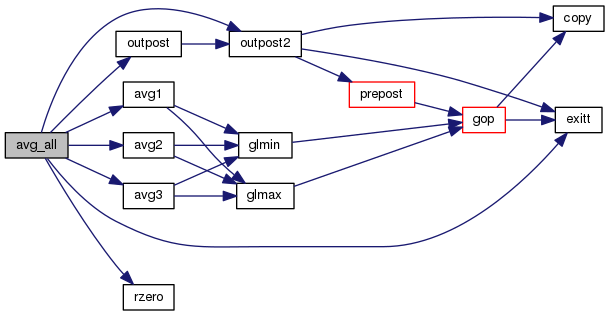 copy
outpost
outpost2
prepost
avg1
gop
exitt
avg_all
avg2
glmin
avg3
glmax
rzero